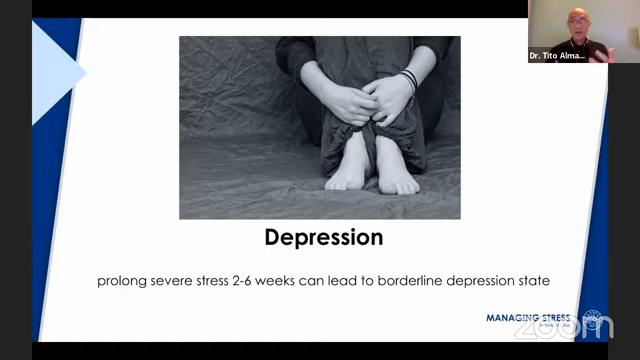 Dr. Tito Alma...
Depression
prolong severe stress 2-6 weeks can lead to borderline depression state
MANAGING STRESS
zoom